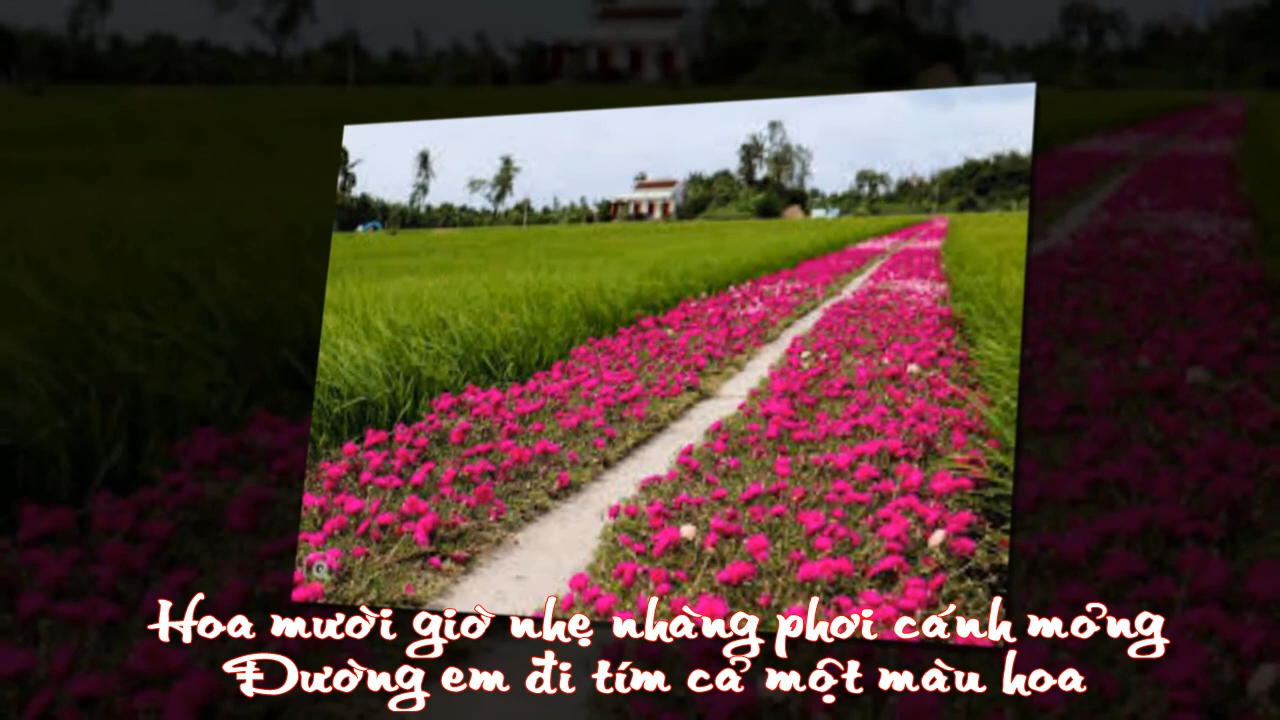 Hoa mười giờ nhẹ nhàng phơi cánh mỏng
Đường em đi tím cả một màu hoa